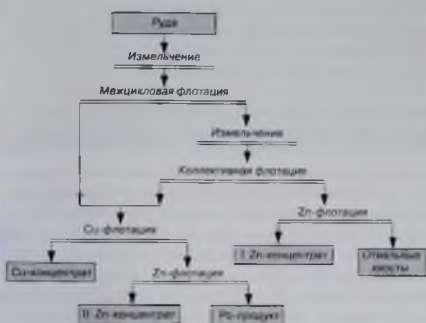 Руда
Измельчение
Межцикловая флотация
Измельчение
Коллективная флотация
Zn-флотация
Cu-флотация
I Zn-концентрат
Отвальные
хвосты
Cu-концентрат
Zn-флотация
II Zn-концентрат
Pb-продукт